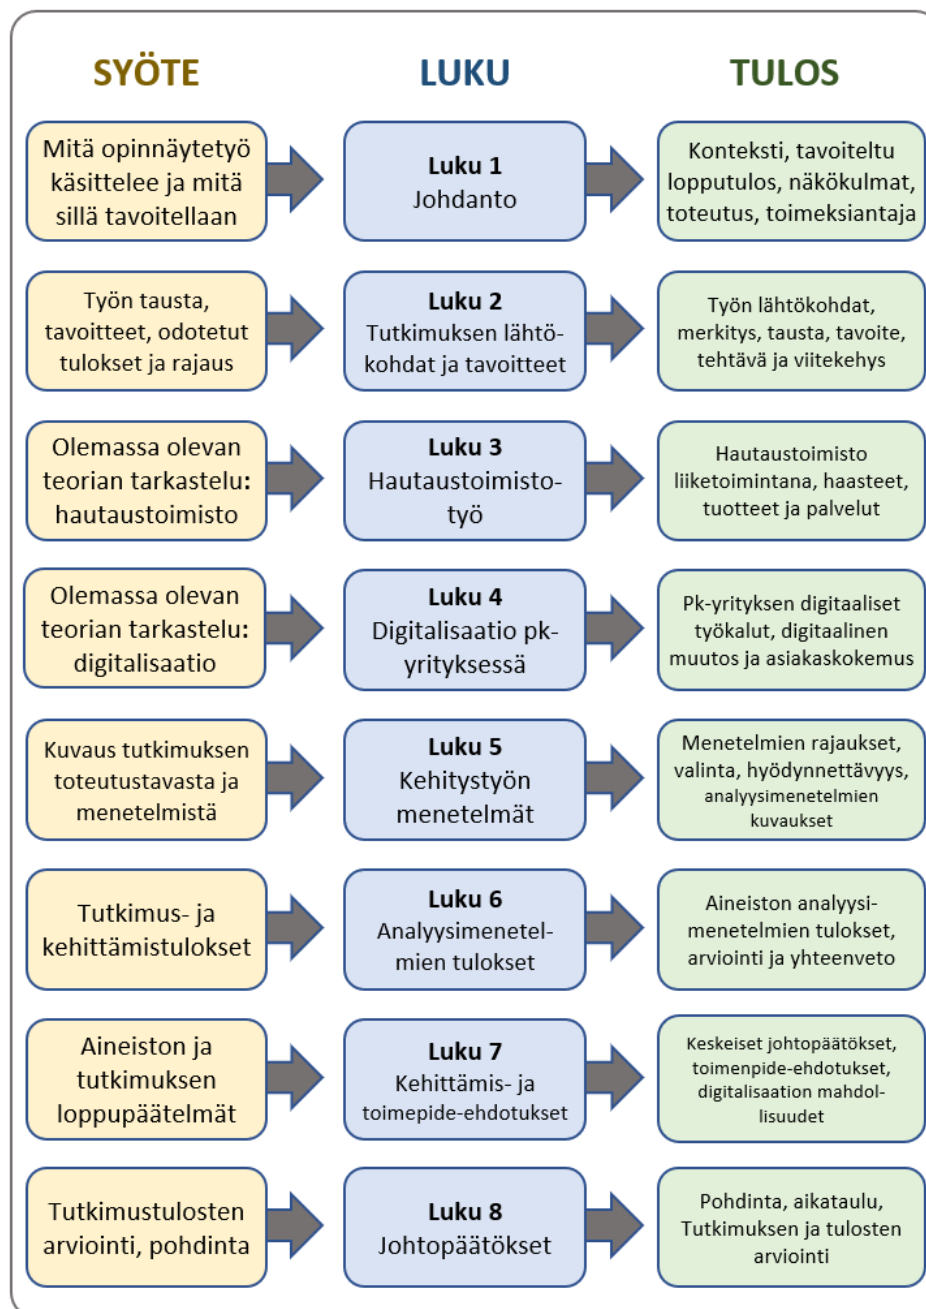 SYÖTE
LUKU
TULOS
Mitä opinnäytetyö
käsittelee ja mitä
sillä tavoitellaan
Luku 1
Johdanto
Konteksti, tavoiteltu
lopputulos, näkökulmat,
toteutus, toimeksiantaja
Työn tausta,
tavoitteet, odotetut
tulokset ja rajaus
Luku 2
Tutkimuksen lähtö-
kohdat ja tavoitteet
Työn lähtökohdat,
merkitys, tausta, tavoite,
tehtävä ja viitekehys
Olemassa olevan
teorian tarkastelu:
hautaustoimisto
Luku 3
Hautaustoimisto-
työ
Hautaustoimisto
liiketoimintana, haasteet,
tuotteet ja palvelut
Olemassa olevan
teorian tarkastelu:
digitalisaatio
Luku 4
Digitalisaatio pk-
yrityksessä
Pk-yrityksen digitaaliset
työkalut, digitaalinen
muutos ja asiakaskokemus
Kuvaus tutkimuksen
toteutustavasta ja
menetelmistä
Luku 5
Kehitystyön
menetelmät
Menetelmien rajaukset,
valinta, hyödynnettävyys,
analyysimenetelmien
kuvaukset
Tutkimus- ja
kehittämistulokset
Luku 6
Analyysimenetel-
mien tulokset
Aineiston analyysi-
menetelmien tulokset,
arviointi ja yhteenveto
Aineiston ja
tutkimuksen
loppupäätelmät
Luku 7
Kehittämis- ja
toimepide-ehdotukset
Keskeiset johtopäätökset,
toimenpide-ehdotukset,
digitalisaation mahdol-
lisuudet
Tutkimustulosten
arviointi, pohdinta
Luku 8
Johtopäätökset
Pohdinta, aikataulu,
Tutkimuksen ja tulosten
arviointi